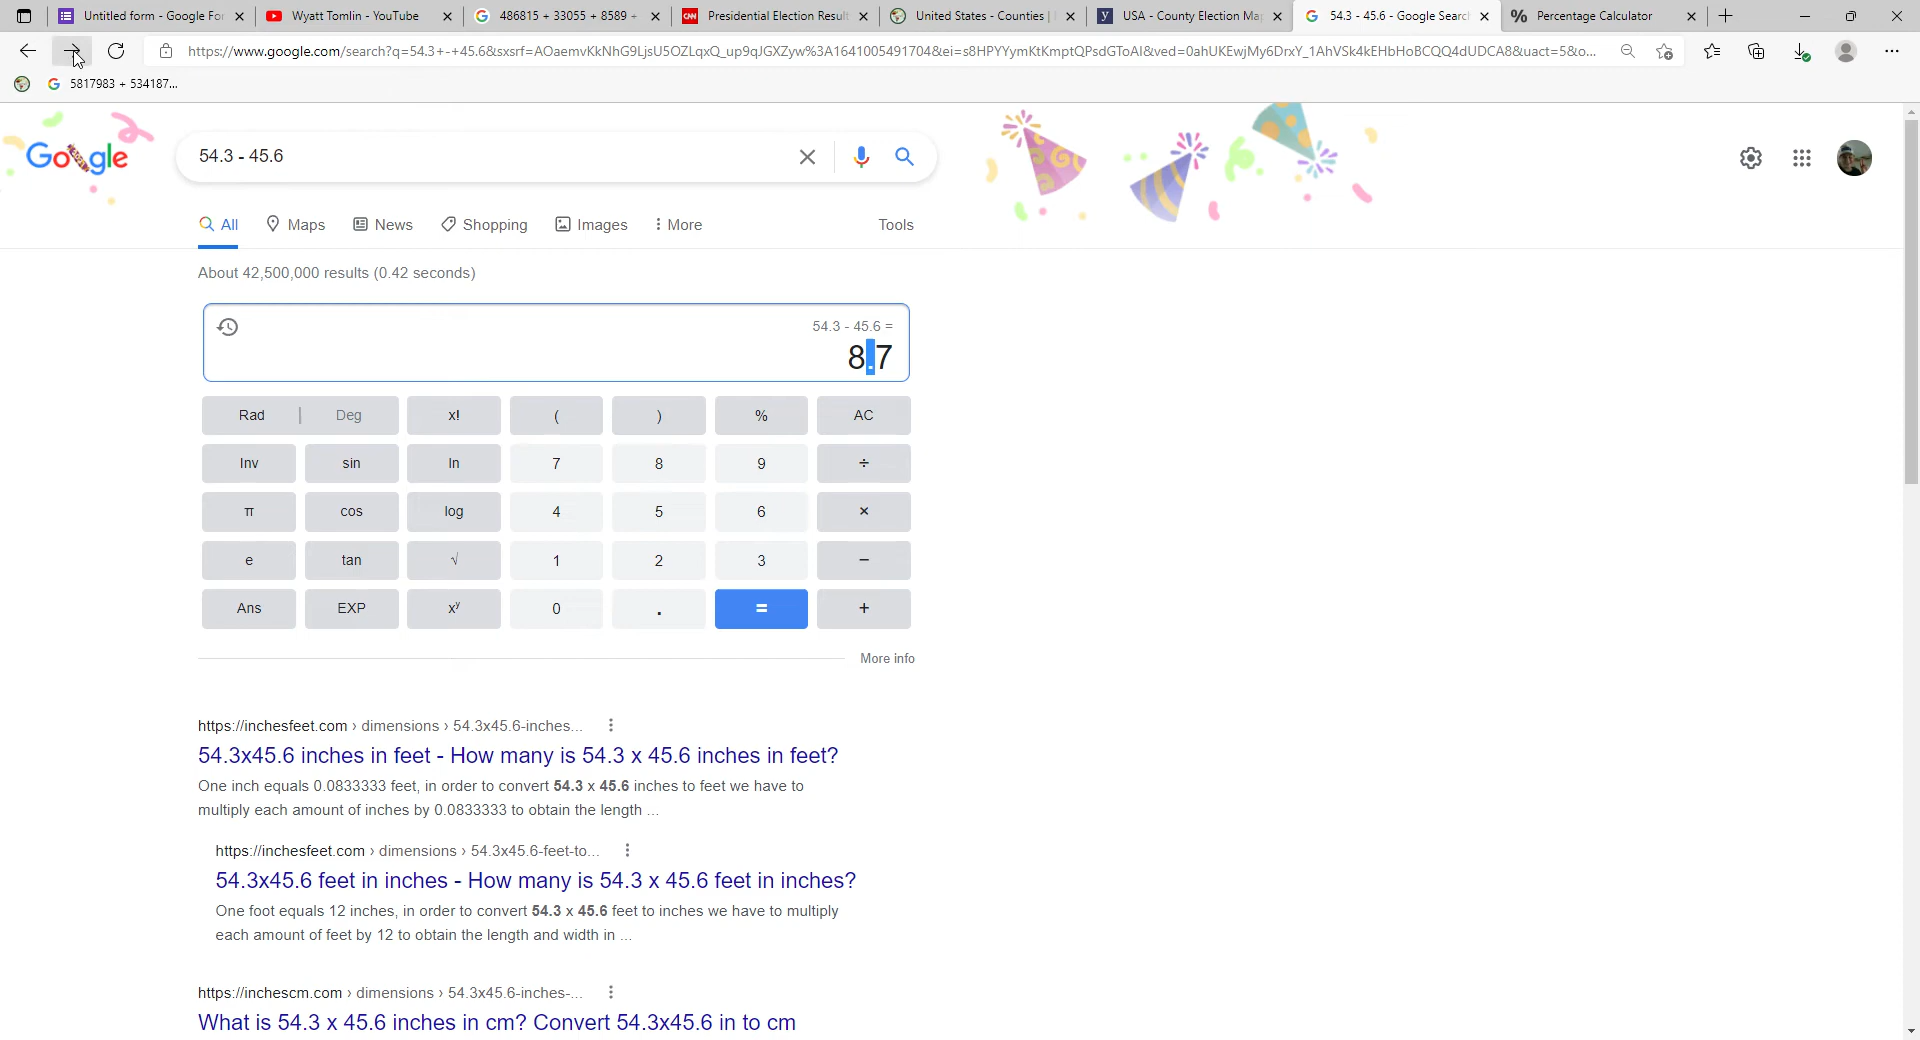 Untitled form - Google For
Wyatt Tomlin - YouTube
486815 + 33055 + 8589 +
CNN Presidential Election Result
United States - Counties |
y USA - County Election Map
54.3 - 45.6 - Google Search
% Percentage Calculator
https://www.google.com/search?q=54.3+-+45.6&sxsrf=AOaemvKkNhG9LjsU5OZLqxQ_up9qJGXZyw%3A1641005491704&ei=s8HPYYymKtKmptQPsdGToAI&ved=0ahUKEwjMy6DrxY_1AhVSk4kEHbHoBCQQ4dUDCA8&uact=5&o...
5817983 + 534187...
Google
54.3 - 45.6
All Maps News Shopping Images More Tools
About 42,500,000 results (0.42 seconds)
54.3 - 45.6 =
8.7
Rad | Deg x! ( ) % AC
Inv sin ln 7 8 9 ÷
π cos log 4 5 6 ×
e tan √ 1 2 3 −
Ans EXP xʸ 0 . = +
More info
https://inchesfeet.com › dimensions › 54.3x45.6-inches...
54.3x45.6 inches in feet - How many is 54.3 x 45.6 inches in feet?
One inch equals 0.0833333 feet, in order to convert 54.3 x 45.6 inches to feet we have to
multiply each amount of inches by 0.0833333 to obtain the length ...
https://inchesfeet.com › dimensions › 54.3x45.6-feet-to...
54.3x45.6 feet in inches - How many is 54.3 x 45.6 feet in inches?
One foot equals 12 inches, in order to convert 54.3 x 45.6 feet to inches we have to multiply
each amount of feet by 12 to obtain the length and width in ...
https://inchescm.com › dimensions › 54.3x45.6-inches-...
What is 54.3 x 45.6 inches in cm? Convert 54.3x45.6 in to cm